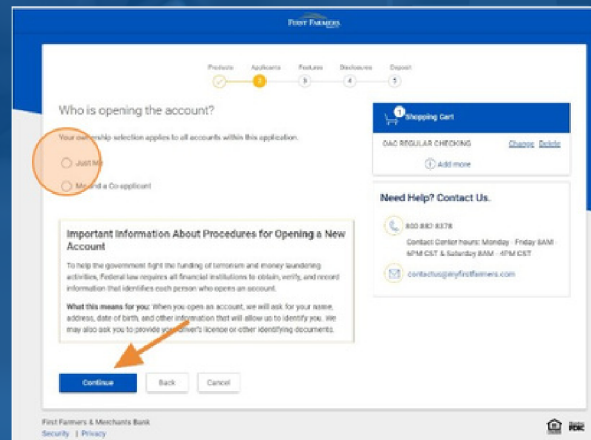 FIRST FARMERS
Products Applicants Features Disclosures Deposit
2 3 4 5
Who is opening the account?
Your ownership selection applies to all accounts within this application.
Just Me
Me and a Co-applicant
Important Information About Procedures for Opening a New
Account
To help the government fight the funding of terrorism and money laundering
activities, Federal law requires all financial institutions to obtain, verify, and record
information that identifies each person who opens an account.
What this means for you: When you open an account, we will ask for your name,
address, date of birth, and other information that will allow us to identify you. We
may also ask you to provide your driver's license or other identifying documents.
Continue Back Cancel
1 Shopping Cart
OAC REGULAR CHECKING Change Delete
Add more
Need Help? Contact Us.
800-882-8378
Contact Center hours: Monday - Friday 8AM -
6PM CST & Saturday 8AM - 4PM CST
contactus@myfirstfarmers.com
First Farmers & Merchants Bank
Security | Privacy
FDIC